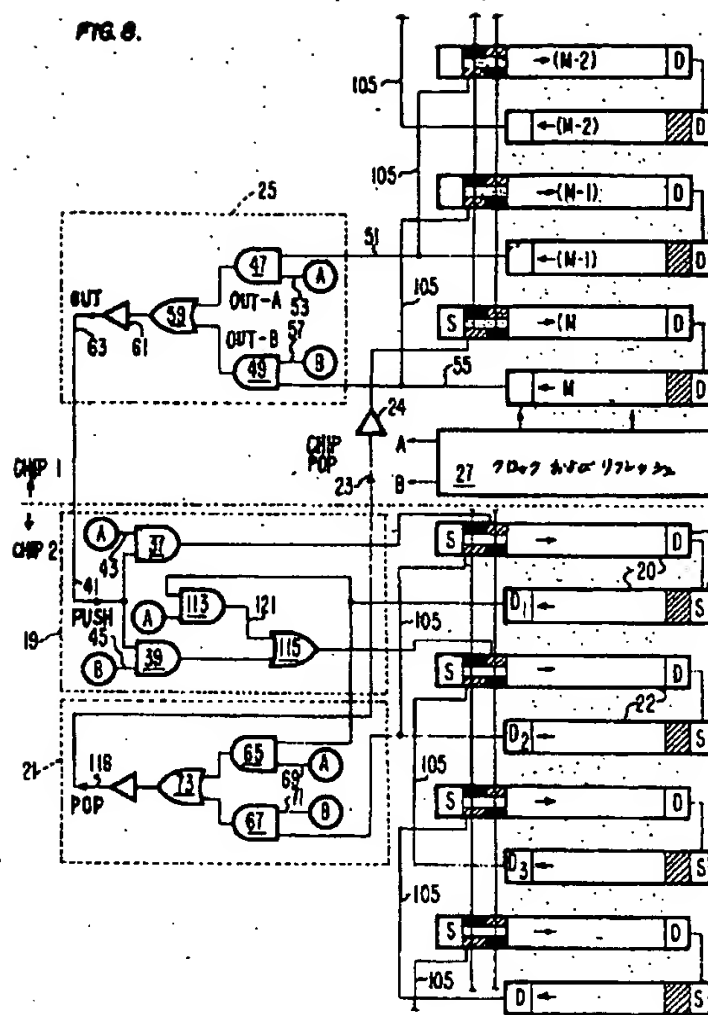 FIG. 8.
105
→(M-2)
D
←(M-2)
D
105
→(M-1)
D
25
47
A
51
←(M-1)
D
OUT-A
53
OUT
59
105
S
→(M
D
63
61
OUT-B
57
49
B
55
← M
D
24
CHIP POP
A
B
27
クロック および リフレッシュ
23
CHIP 1
CHIP 2
A
43
37
S
→
D
20
41
113
121
D1
←
S
PUSH
A
105
19
45
115
B
39
S
→
D
22
D2
←
S
21
65
A
69
118
73
71
105
S
→
D
POP
67
B
D3
←
S
105
S
→
D
105
D
←
S